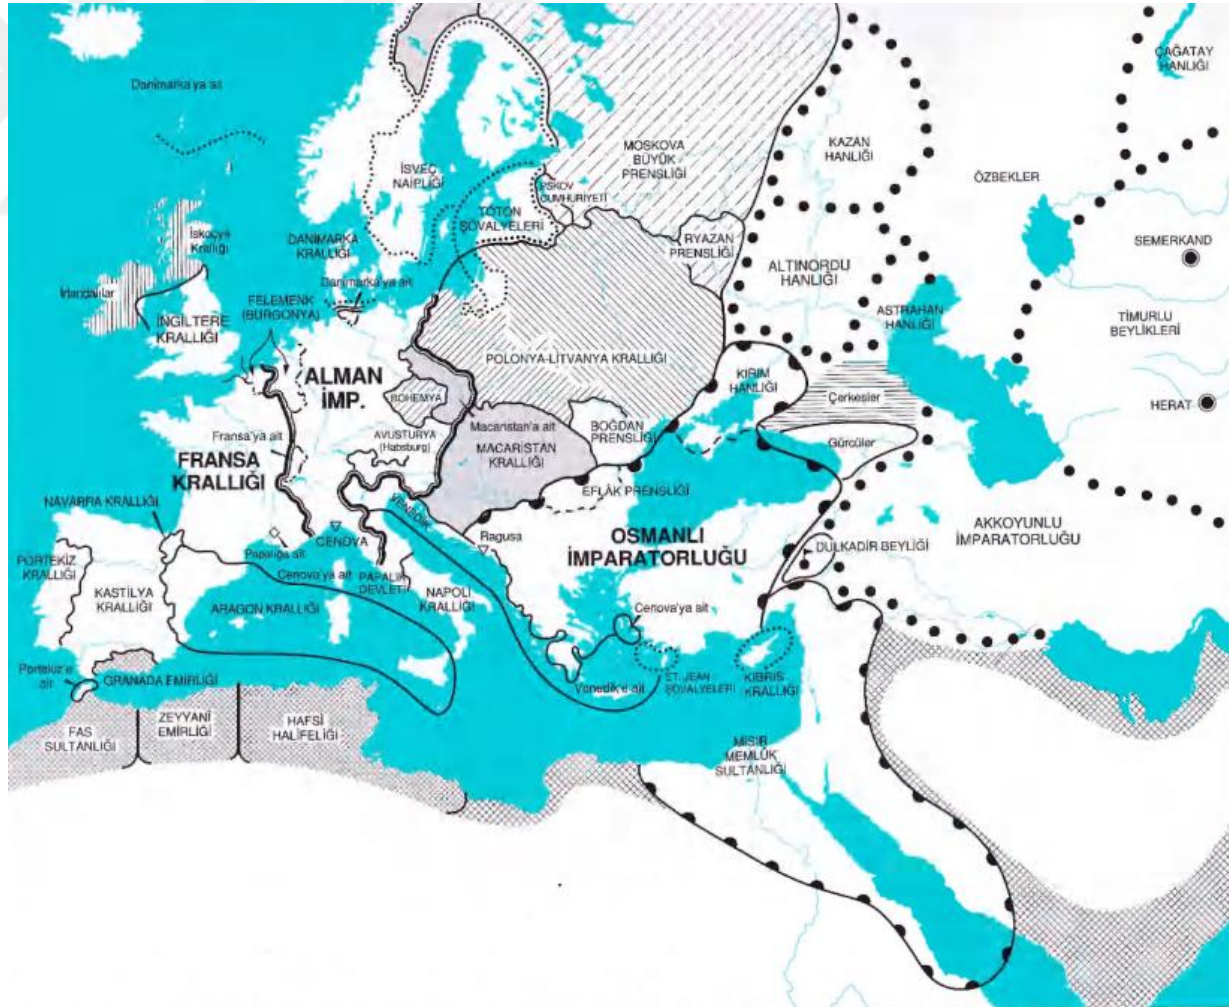 ÇAĞATAY
HANLIĞI
Danimarka'ya ait
KAZAN
HANLIĞI
MOSKOVA
BÜYÜK
PRENSLİĞİ
İSVEÇ
NAİPLİĞİ
ÖZBEKLER
PSKOV
CUMHURİYETİ
TÖTON
ŞOVALYELERİ
İskoçya
Krallığı
DANİMARKA
KRALLIĞI
RYAZAN
PRENSLİĞİ
SEMERKAND
ALTINORDU
HANLIĞI
Danimarka'ya ait
İrlandalılar
FELEMENK
(BURGONYA)
ASTRAHAN
HANLIĞI
TİMURLU
BEYLİKLERİ
İNGİLTERE
KRALLIĞI
POLONYA-LİTVANYA KRALLIĞI
ALMAN
İMP.
KIRIM
HANLIĞI
BOHEMYA
Çerkesler
HERAT
Macaristan'a ait
BOĞDAN
PRENSLİĞİ
AVUSTURYA
(Habsburg)
Fransa'ya ait
MACARİSTAN
KRALLIĞI
Gürcüler
FRANSA
KRALLIĞI
EFLÂK PRENSLİĞİ
NAVARRA KRALLIĞI
VENEDİK
OSMANLI
İMPARATORLUĞU
AKKOYUNLU
İMPARATORLUĞU
Ragusa
CENOVA
DULKADİR BEYLİĞİ
Papalığa ait
PORTEKİZ
KRALLIĞI
Cenova'ya ait
PAPALIK
DEVLETİ
NAPOLİ
KRALLIĞI
KASTİLYA
KRALLIĞI
ARAGON KRALLIĞI
Cenova'ya ait
Portekiz'e
ait
GRANADA EMİRLİĞİ
Venedik'e ait
ST. JEAN
ŞOVALYELERİ
KIBRIS
KRALLIĞI
FAS
SULTANLIĞI
ZEYYANİ
EMİRLİĞİ
HAFSİ
HALİFELİĞİ
MISIR
MEMLÛK
SULTANLIĞI